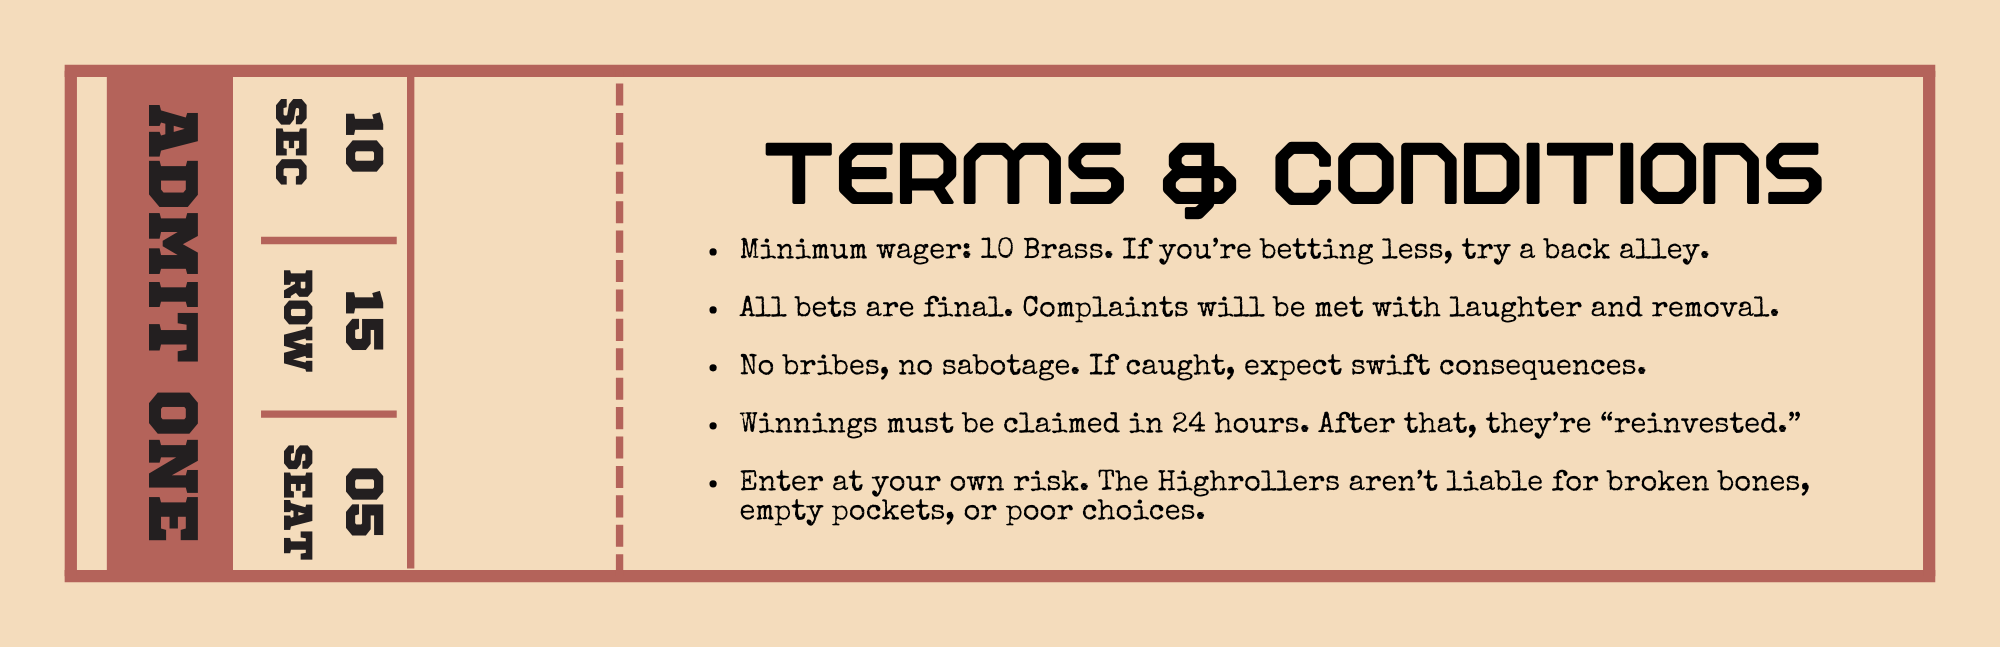 ADMIT ONE
10
SEC
15
ROW
05
SEAT
TERMS & CONDITIONS
• Minimum wager: 10 Brass. If you’re betting less, try a back alley.
• All bets are final. Complaints will be met with laughter and removal.
• No bribes, no sabotage. If caught, expect swift consequences.
• Winnings must be claimed in 24 hours. After that, they’re “reinvested.”
• Enter at your own risk. The Highrollers aren’t liable for broken bones,
empty pockets, or poor choices.